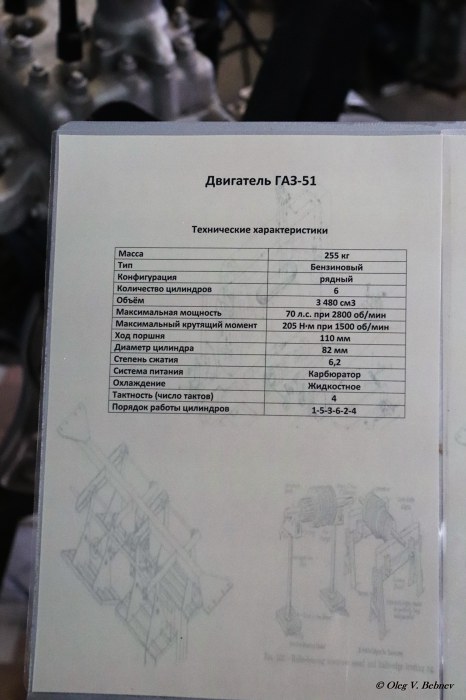 Двигатель ГАЗ-51
Технические характеристики
Масса 255 кг
Тип Бензиновый
Конфигурация рядный
Количество цилиндров 6
Объём 3 480 см3
Максимальная мощность 70 л.с. при 2800 об/мин
Максимальный крутящий момент 205 Н·м при 1500 об/мин
Ход поршня 110 мм
Диаметр цилиндра 82 мм
Степень сжатия 6,2
Система питания Карбюратор
Охлаждение Жидкостное
Тактность (число тактов) 4
Порядок работы цилиндров 1-5-3-6-2-4
© Oleg V. Bebnev